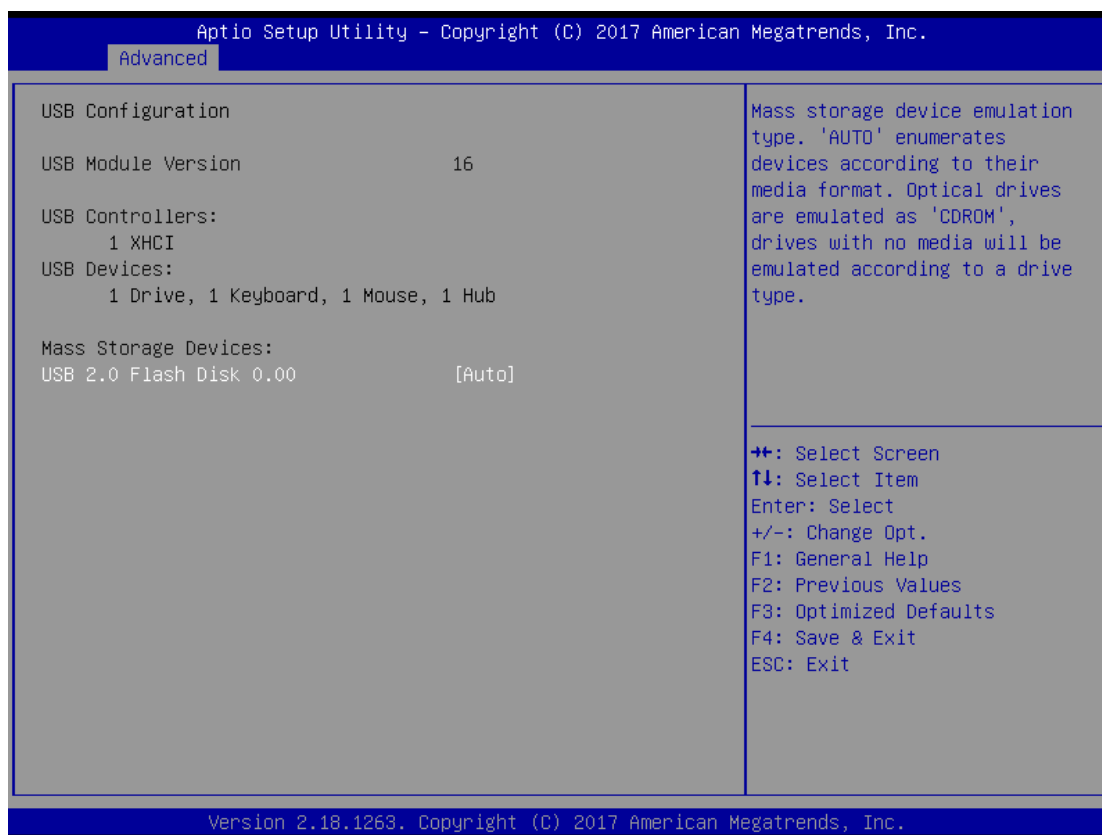 Aptio Setup Utility – Copyright (C) 2017 American Megatrends, Inc.
Advanced
USB Configuration
USB Module Version 16
USB Controllers:
1 XHCI
USB Devices:
1 Drive, 1 Keyboard, 1 Mouse, 1 Hub
Mass Storage Devices:
USB 2.0 Flash Disk 0.00 [Auto]
Mass storage device emulation
type. 'AUTO' enumerates
devices according to their
media format. Optical drives
are emulated as 'CDROM',
drives with no media will be
emulated according to a drive
type.
→←: Select Screen
↑↓: Select Item
Enter: Select
+/-: Change Opt.
F1: General Help
F2: Previous Values
F3: Optimized Defaults
F4: Save & Exit
ESC: Exit
Version 2.18.1263. Copyright (C) 2017 American Megatrends, Inc.